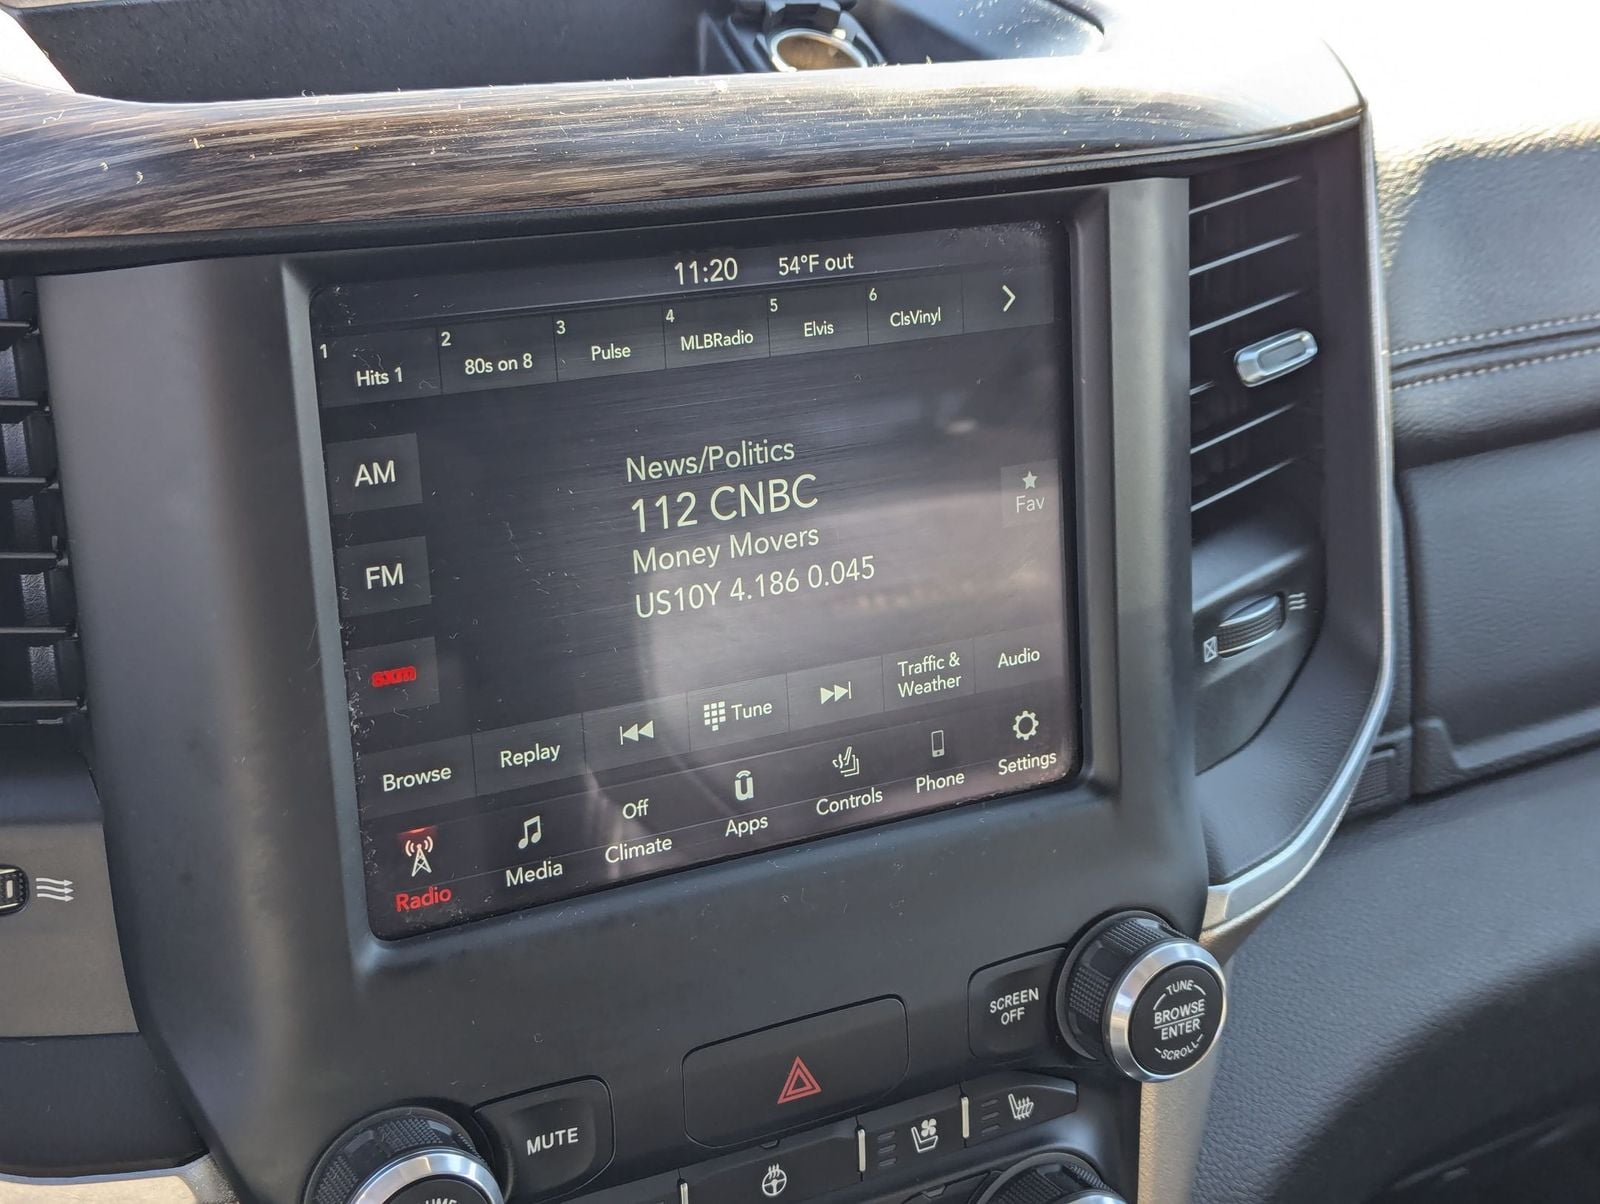 11:20 54°F out
1 Hits 1
2 80s on 8
3 Pulse
4 MLBRadio
5 Elvis
6 ClsVinyl
AM
FM
sxm
News/Politics
112 CNBC
Money Movers
US10Y 4.186 0.045
Fav
Browse
Replay
Tune
Traffic &
Weather
Audio
Radio
Media
Off
Climate
Apps
Controls
Phone
Settings
SCREEN
OFF
TUNE
BROWSE
ENTER
SCROLL
MUTE